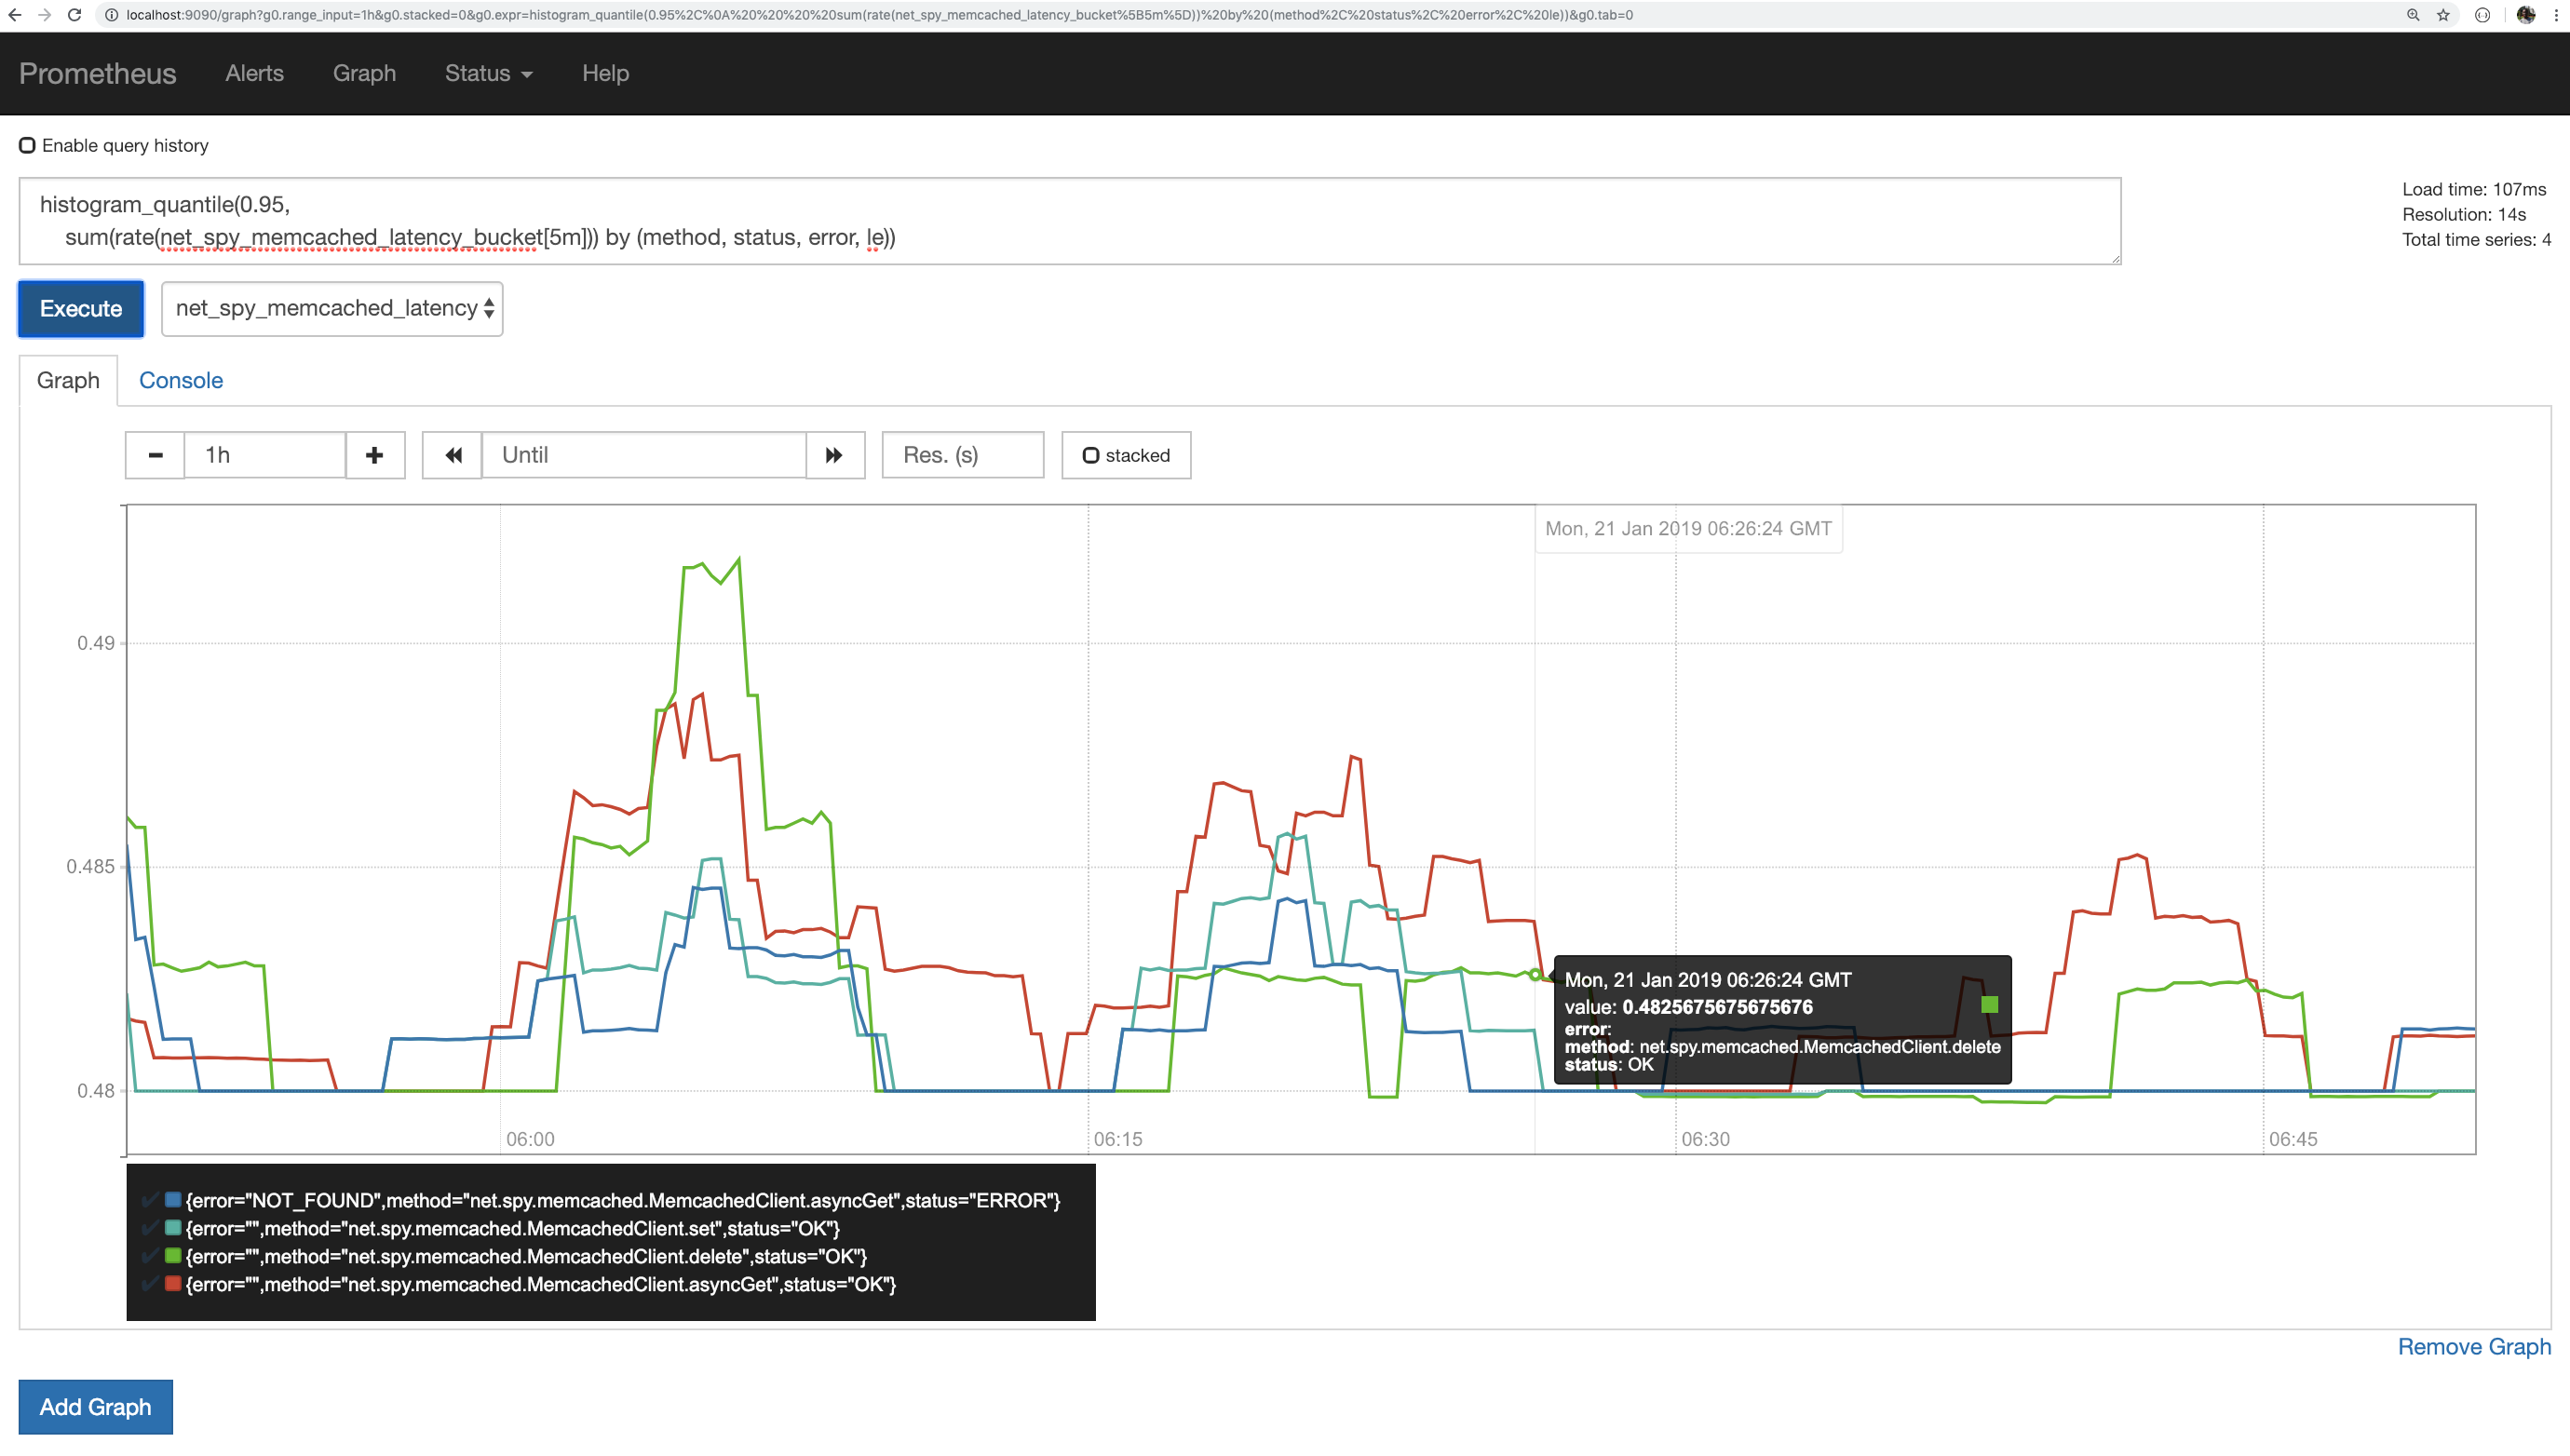 localhost:9090/graph?g0.range_input=1h&g0.stacked=0&g0.expr=histogram_quantile(0.95%2C%0A%20%20%20%20sum(rate(net_spy_memcached_latency_bucket%5B5m%5D))%20by%20(method%2C%20status%2C%20error%2C%20le))&g0.tab=0
Prometheus Alerts Graph Status Help
Enable query history
histogram_quantile(0.95,
sum(rate(net_spy_memcached_latency_bucket[5m])) by (method, status, error, le))
Load time: 107ms
Resolution: 14s
Total time series: 4
Execute net_spy_memcached_latency
Graph Console
1h Until Res. (s) stacked
Mon, 21 Jan 2019 06:26:24 GMT
0.49
0.485
0.48
Mon, 21 Jan 2019 06:26:24 GMT
value: 0.4825675675675676
error:
method: net.spy.memcached.MemcachedClient.delete
status: OK
06:00 06:15 06:30 06:45
{error="NOT_FOUND",method="net.spy.memcached.MemcachedClient.asyncGet",status="ERROR"}
{error="",method="net.spy.memcached.MemcachedClient.set",status="OK"}
{error="",method="net.spy.memcached.MemcachedClient.delete",status="OK"}
{error="",method="net.spy.memcached.MemcachedClient.asyncGet",status="OK"}
Remove Graph
Add Graph